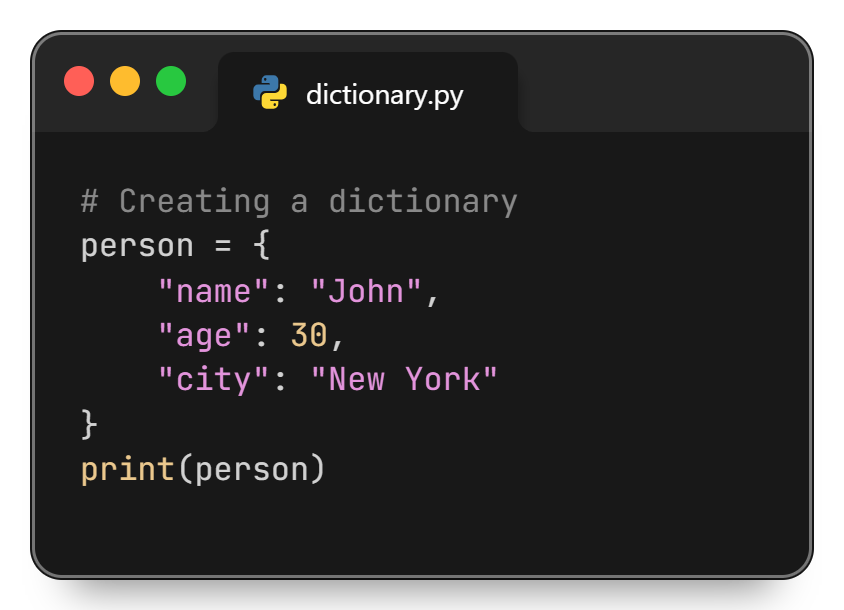 dictionary.py
# Creating a dictionary
person = {
    "name": "John",
    "age": 30,
    "city": "New York"
}
print(person)